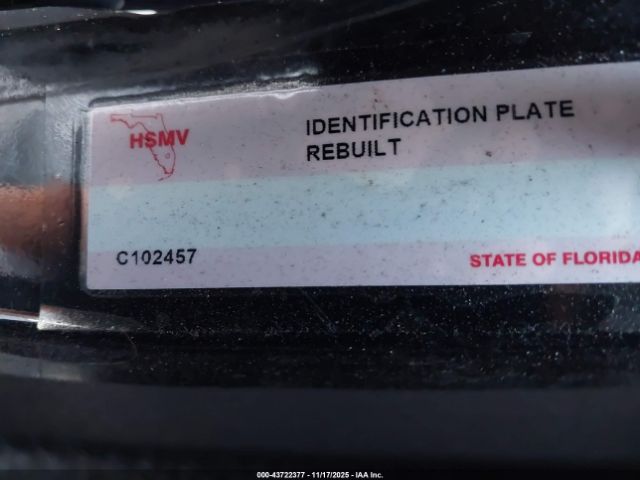 HSMV
IDENTIFICATION PLATE
REBUILT
C102457
STATE OF FLORIDA
000-43722377 - 11/17/2025 - IAA Inc.